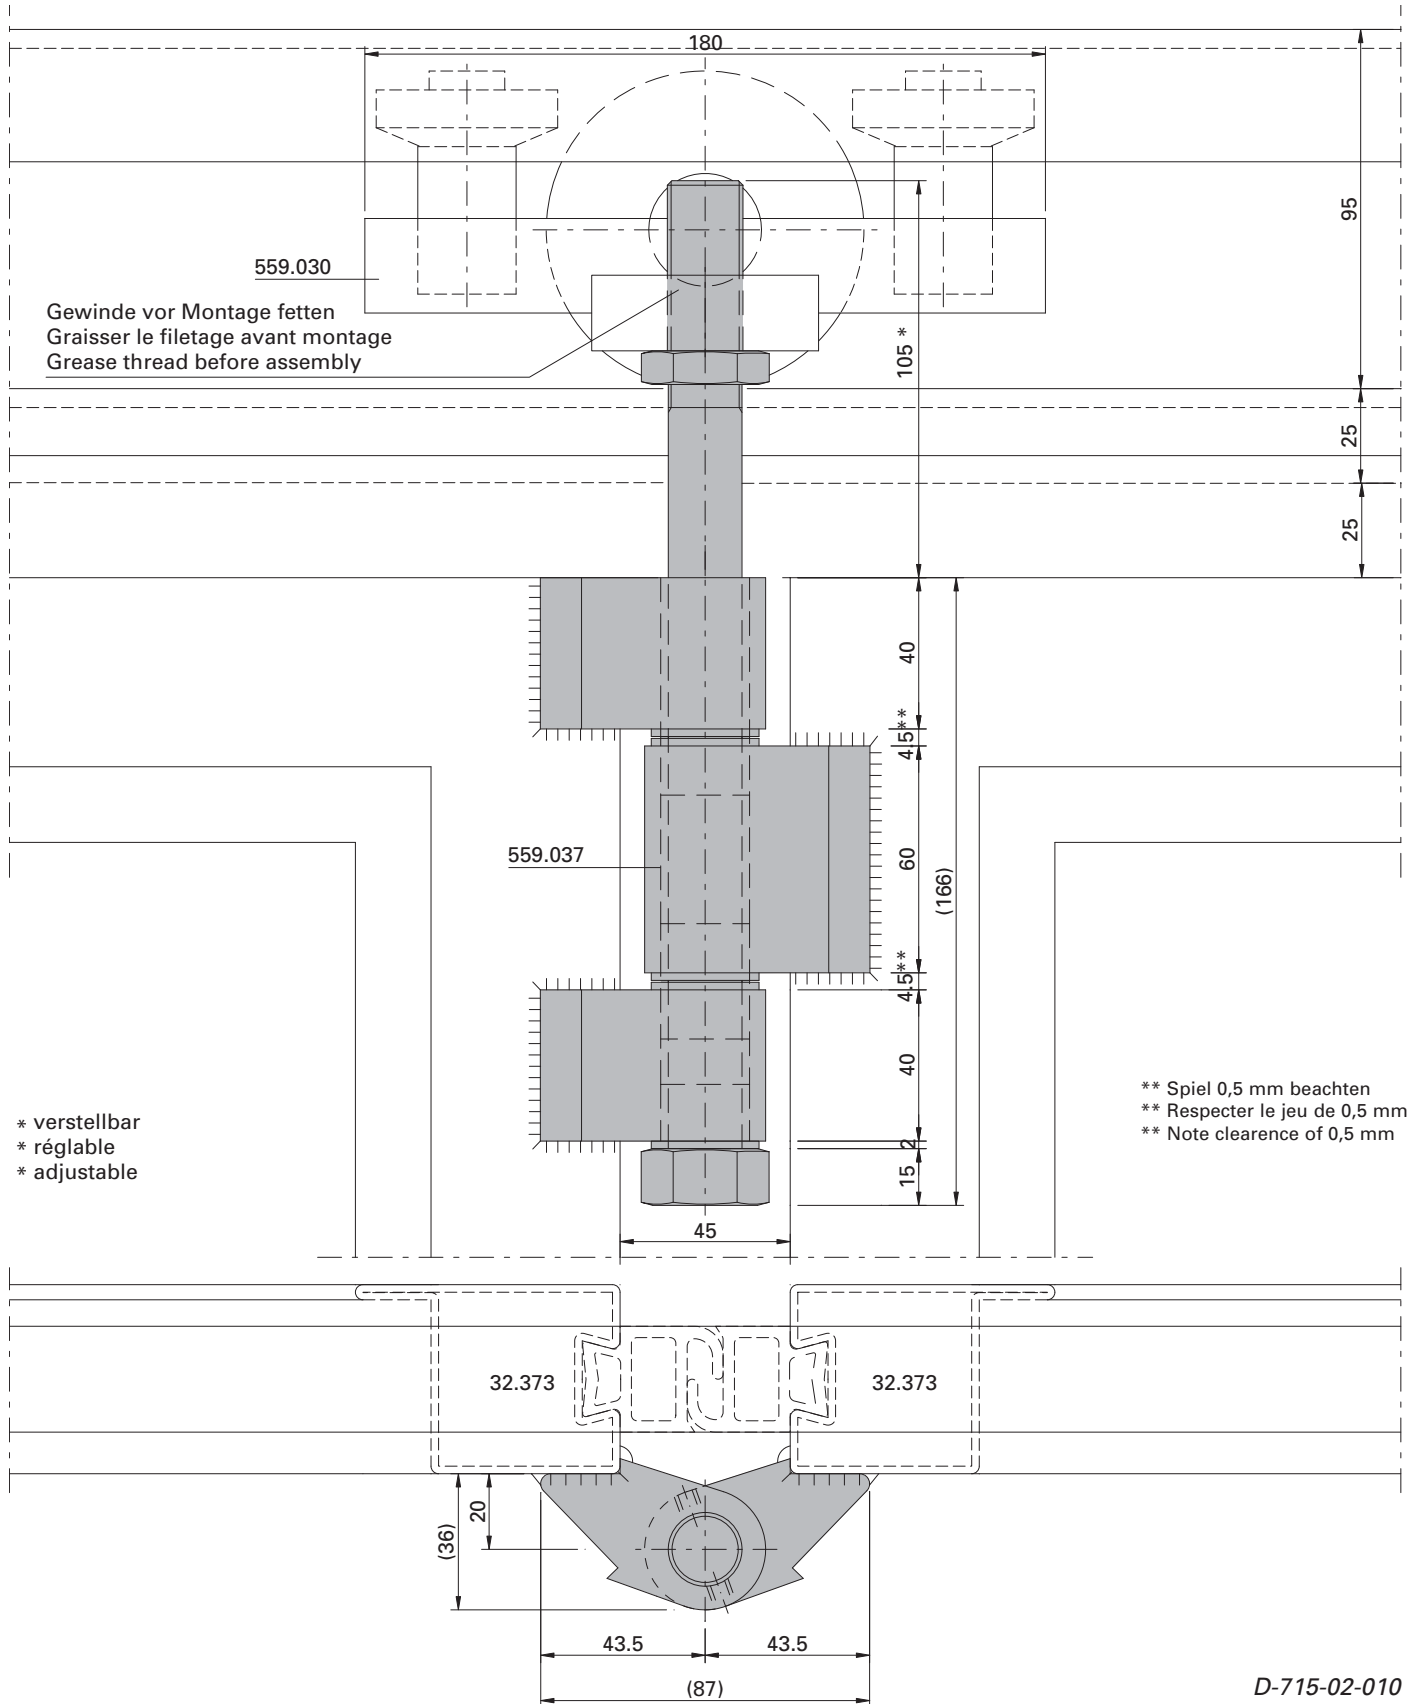 180
95
559.030
Gewinde vor Montage fetten
Graisser le filetage avant montage
Grease thread before assembly
105 *
25
25
40
4.5**
559.037
60
(166)
4.5**
40
** Spiel 0,5 mm beachten
** Respecter le jeu de 0,5 mm
** Note clearence of 0,5 mm
* verstellbar
* réglable
* adjustable
2
15
45
32.373
32.373
20
(36)
43.5
43.5
(87)
D-715-02-010